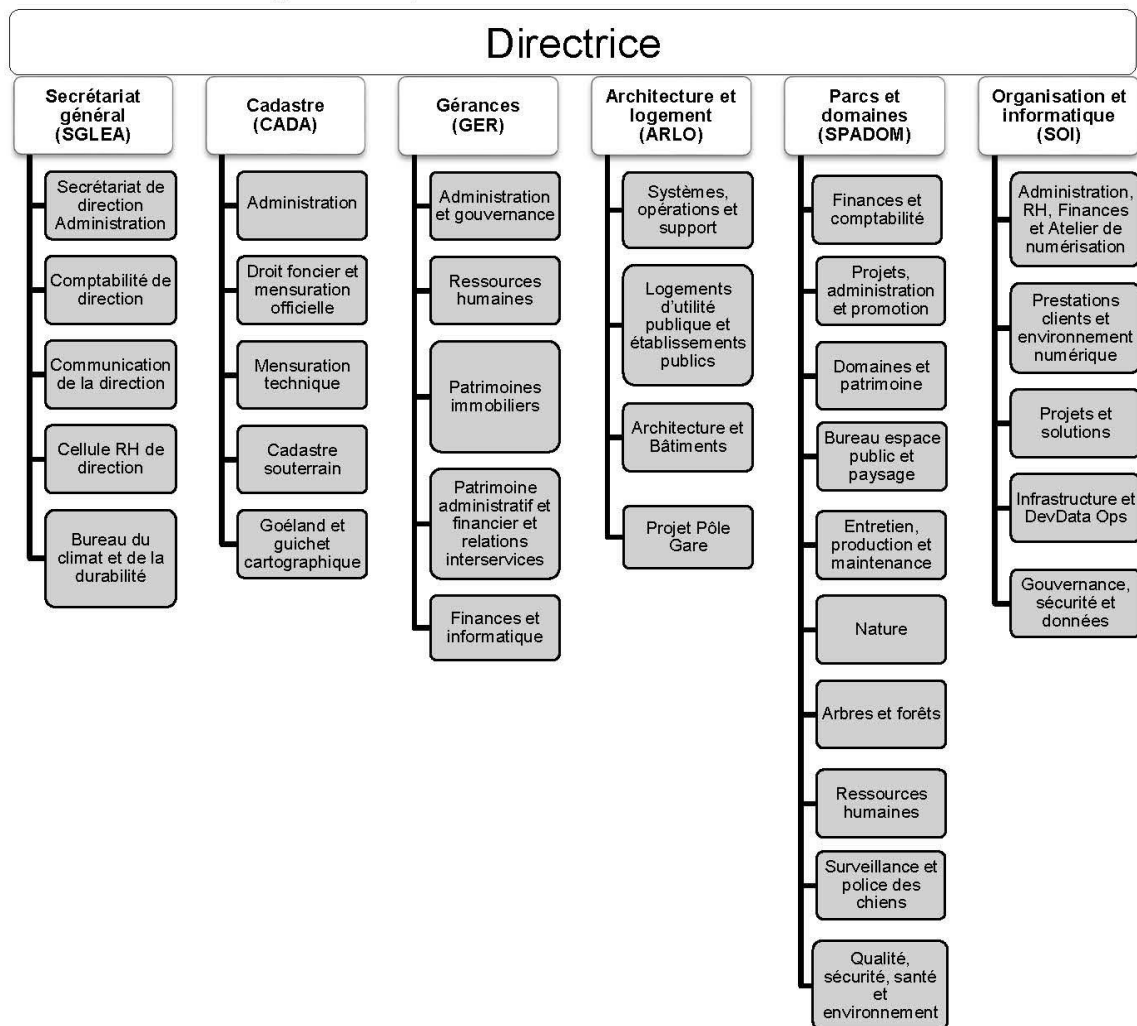 Directrice
Secrétariat
général
(SGLEA)
Secrétariat de
direction
Administration
Comptabilité de
direction
Communication
de la direction
Cellule RH de
direction
Bureau du
climat et de la
durabilité
Cadastre
(CADA)
Administration
Droit foncier et
mensuration
officielle
Mensuration
technique
Cadastre
souterrain
Goéland et
guichet
cartographique
Gérances
(GER)
Administration
et gouvernance
Ressources
humaines
Patrimoines
immobiliers
Patrimoine
administratif et
financier et
relations
interservices
Finances et
informatique
Architecture et
logement
(ARLO)
Systèmes,
opérations et
support
Logements
d'utilité
publique et
établissements
publics
Architecture et
Bâtiments
Projet Pôle
Gare
Parcs et
domaines
(SPADOM)
Finances et
comptabilité
Projets,
administration
et promotion
Domaines et
patrimoine
Bureau espace
public et
paysage
Entretien,
production et
maintenance
Nature
Arbres et forêts
Ressources
humaines
Surveillance et
police des
chiens
Qualité,
sécurité, santé
et
environnement
Organisation et
informatique
(SOI)
Administration,
RH, Finances
et Atelier de
numérisation
Prestations
clients et
environnement
numérique
Projets et
solutions
Infrastructure et
DevData Ops
Gouvernance,
sécurité et
données